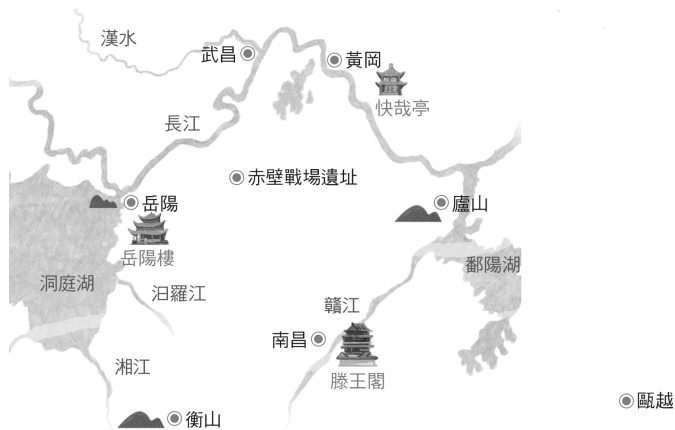 漢水
武昌
黃岡
快哉亭
長江
赤壁戰場遺址
岳陽
廬山
岳陽樓
鄱陽湖
洞庭湖
汨羅江
贛江
南昌
湘江
滕王閣
甌越
衡山